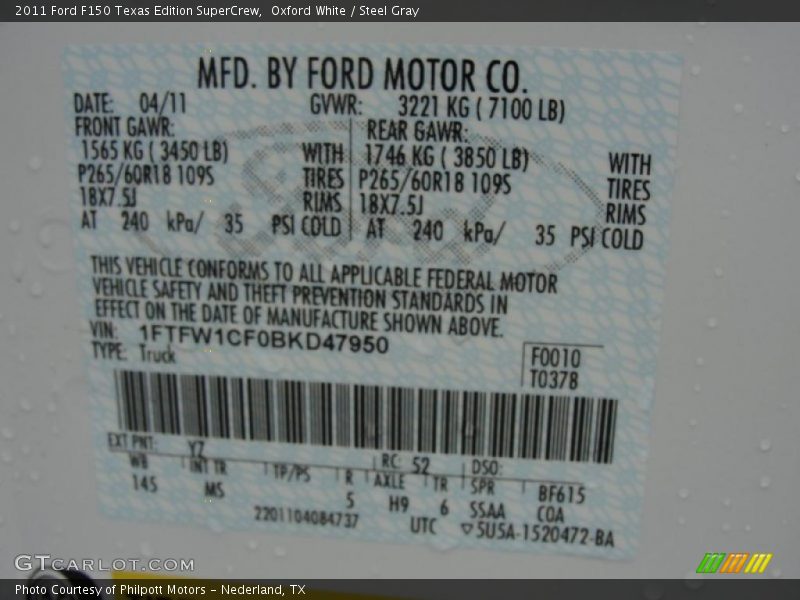 2011 Ford F150 Texas Edition SuperCrew,  Oxford White / Steel Gray
MFD. BY FORD MOTOR CO.
DATE: 04/11 GVWR: 3221 KG ( 7100 LB)
FRONT GAWR: REAR GAWR:
1565 KG ( 3450 LB) WITH 1746 KG ( 3850 LB) WITH
P265/60R18 109S TIRES P265/60R18 109S TIRES
18X7.5J RIMS 18X7.5J RIMS
AT 240 kPa/ 35 PSI COLD AT 240 kPa/ 35 PSI COLD
THIS VEHICLE CONFORMS TO ALL APPLICABLE FEDERAL MOTOR
VEHICLE SAFETY AND THEFT PREVENTION STANDARDS IN
EFFECT ON THE DATE OF MANUFACTURE SHOWN ABOVE.
VIN: 1FTFW1CF0BKD47950
TYPE: Truck
F0010
T0378
EXT PNT: YZ RC: 52 DSO:
WB INT TR TP/PS R AXLE TR SPR BF615
145 MS 5 H9 6 SSAA COA
2201104084737 UTC ▽5U5A-1520472-BA
GTCARLOT.COM
Photo Courtesy of Philpott Motors – Nederland, TX